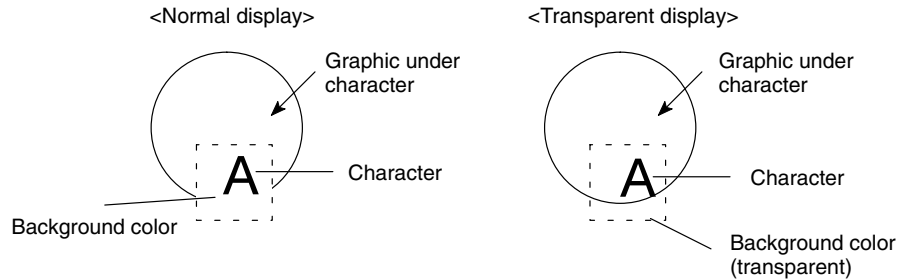 <Normal display>
Graphic under
character
A
Character
Background color
<Transparent display>
Graphic under
character
A
Character
Background color
(transparent)